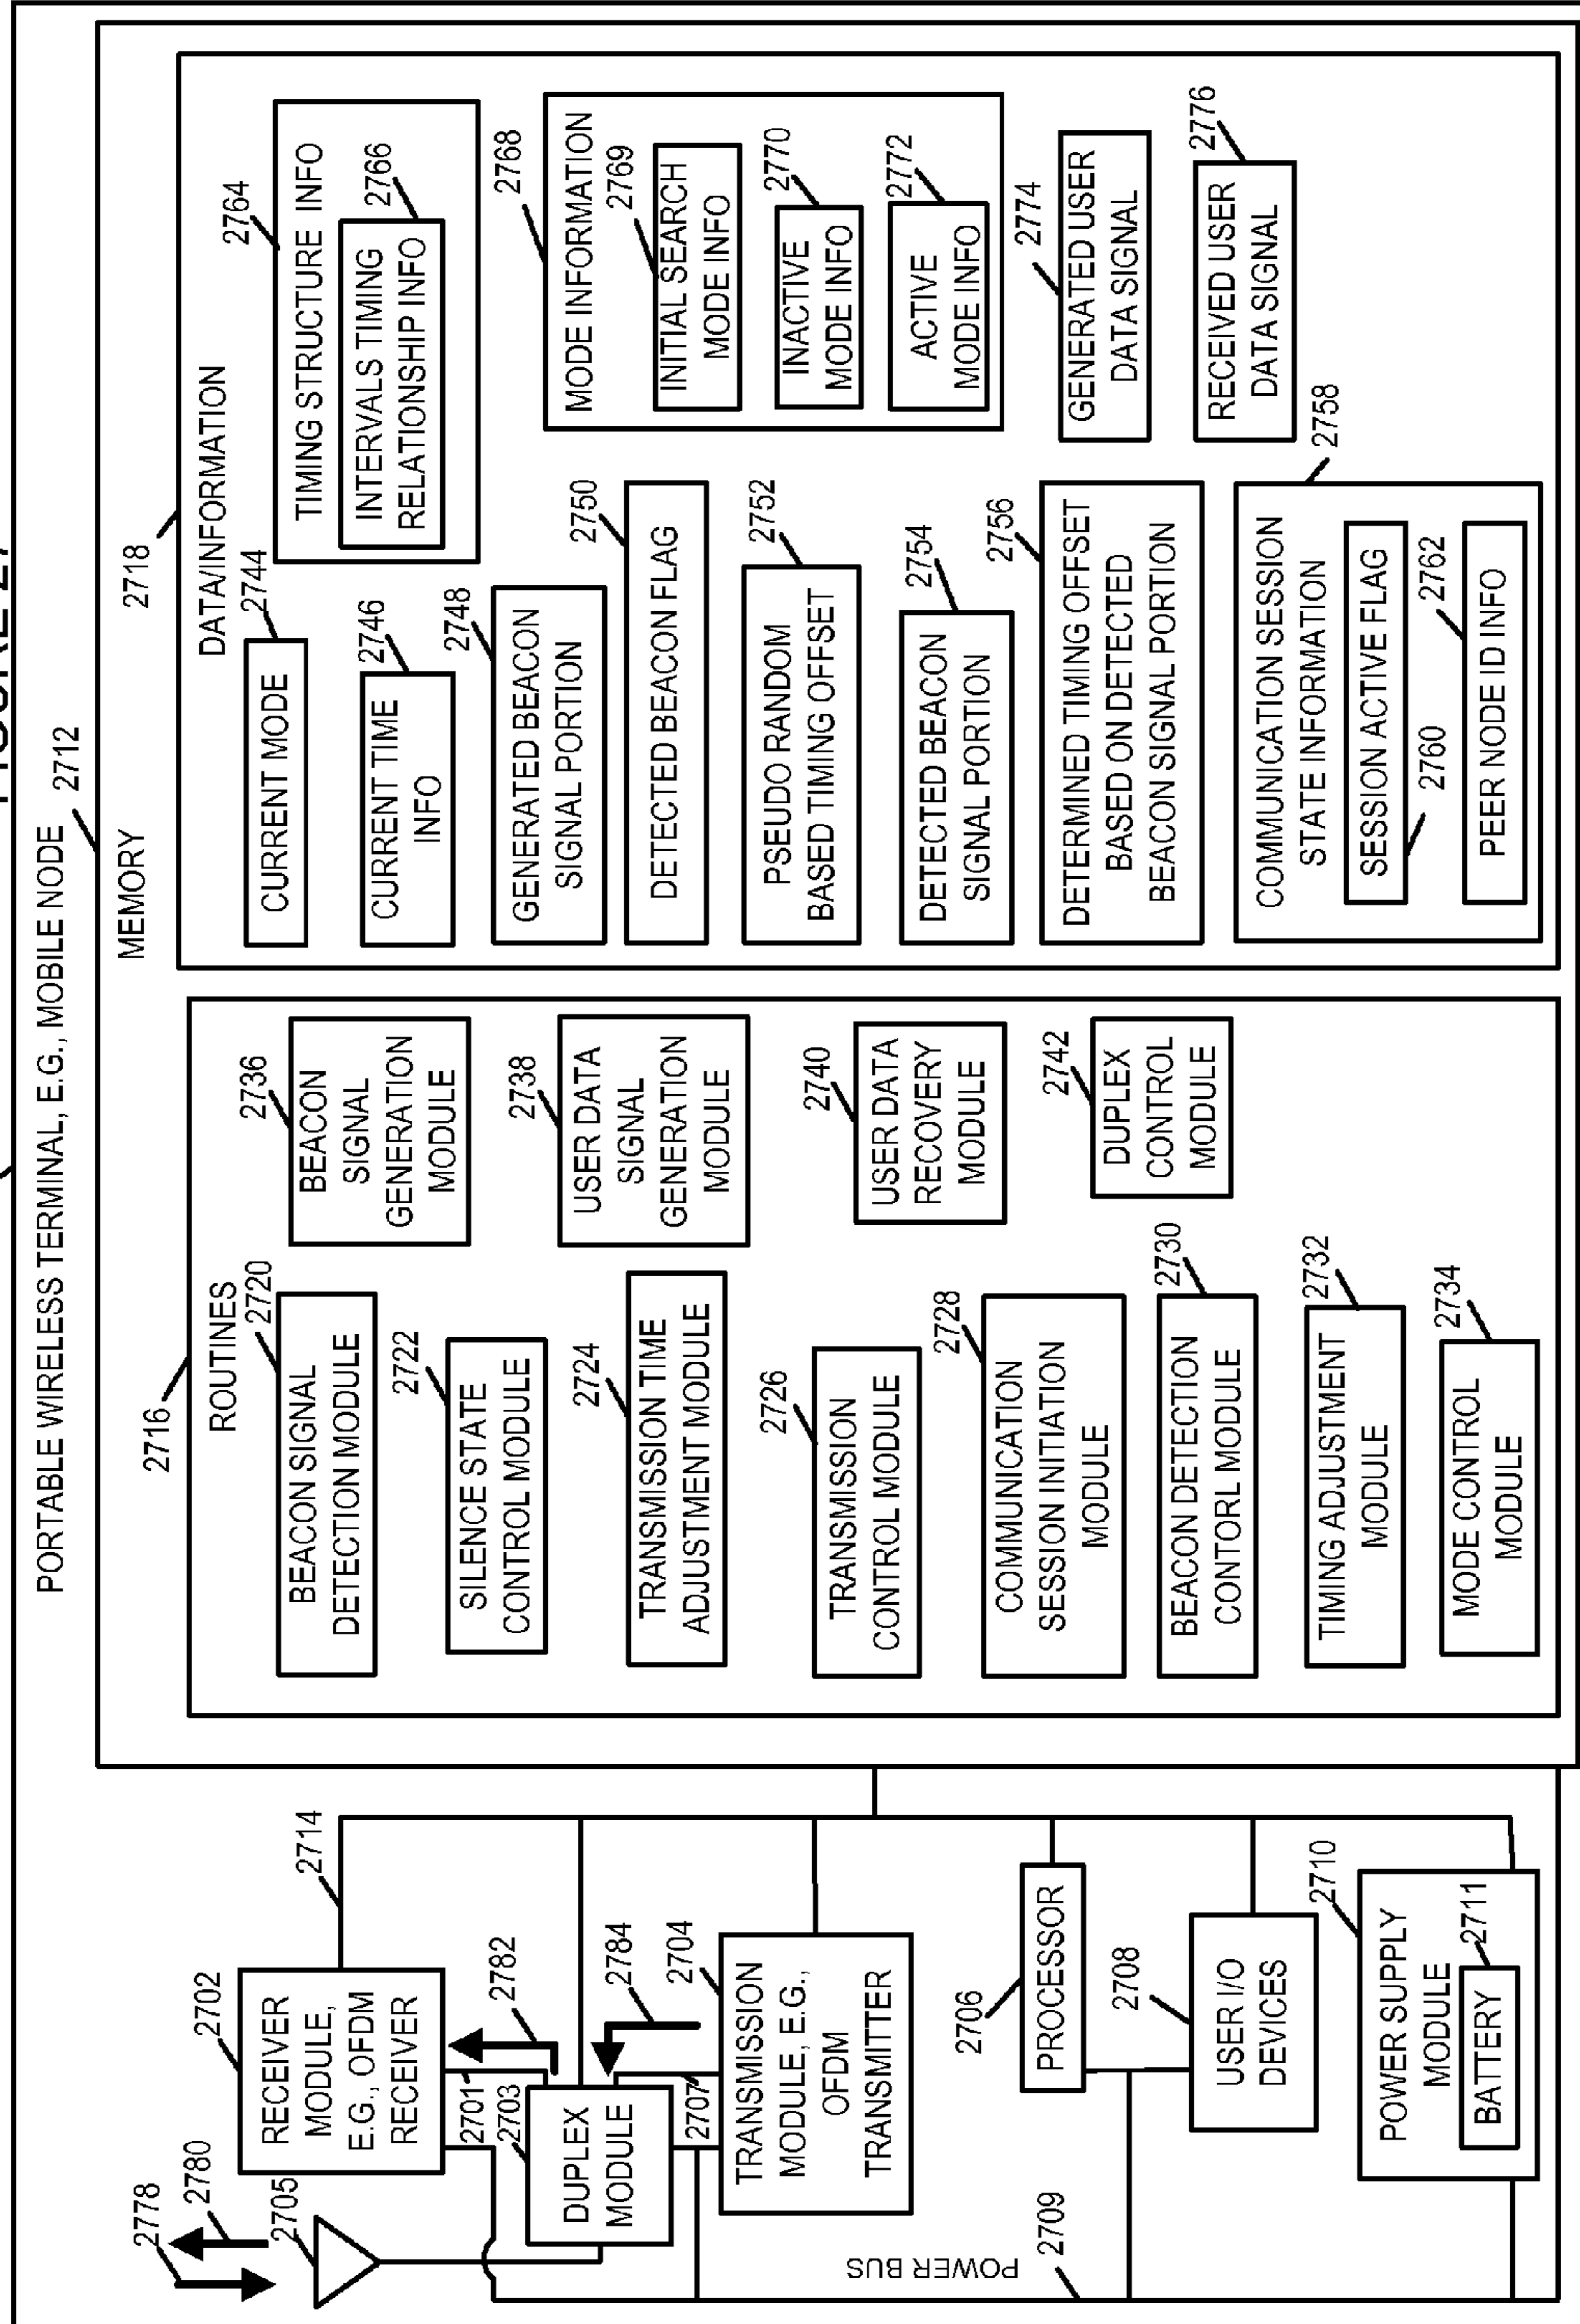 PORTABLE WIRELESS TERMINAL, E.G., MOBILE NODE
2712
MEMORY
2778
2780
2705
2702
RECEIVER
MODULE,
E.G., OFDM
RECEIVER
2714
2701
2782
2703
DUPLEX
MODULE
2784
2707
2704
TRANSMISSION
MODULE, E.G.,
OFDM
TRANSMITTER
POWER BUS
2709
2706
PROCESSOR
2708
USER I/O
DEVICES
2710
POWER SUPPLY
MODULE
2711
BATTERY
2716
ROUTINES
2720
BEACON SIGNAL
DETECTION MODULE
2722
SILENCE STATE
CONTROL MODULE
2724
TRANSMISSION TIME
ADJUSTMENT MODULE
2726
TRANSMISSION
CONTROL MODULE
2728
COMMUNICATION
SESSION INITIATION
MODULE
2730
BEACON DETECTION
CONTORL MODULE
2732
TIMING ADJUSTMENT
MODULE
2734
MODE CONTROL
MODULE
2736
BEACON
SIGNAL
GENERATION
MODULE
2738
USER DATA
SIGNAL
GENERATION
MODULE
2740
USER DATA
RECOVERY
MODULE
2742
DUPLEX
CONTROL
MODULE
2718
DATA/INFORMATION
2744
CURRENT MODE
2746
CURRENT TIME
INFO
2748
GENERATED BEACON
SIGNAL PORTION
2750
DETECTED BEACON FLAG
2752
PSEUDO RANDOM
BASED TIMING OFFSET
2754
DETECTED BEACON
SIGNAL PORTION
2756
DETERMINED TIMING OFFSET
BASED ON DETECTED
BEACON SIGNAL PORTION
2758
COMMUNICATION SESSION
STATE INFORMATION
SESSION ACTIVE FLAG
2760
2762
PEER NODE ID INFO
2764
TIMING STRUCTURE INFO
2766
INTERVALS TIMING
RELATIONSHIP INFO
2768
MODE INFORMATION
2769
INITIAL SEARCH
MODE INFO
2770
INACTIVE
MODE INFO
2772
ACTIVE
MODE INFO
2774
GENERATED USER
DATA SIGNAL
2776
RECEIVED USER
DATA SIGNAL